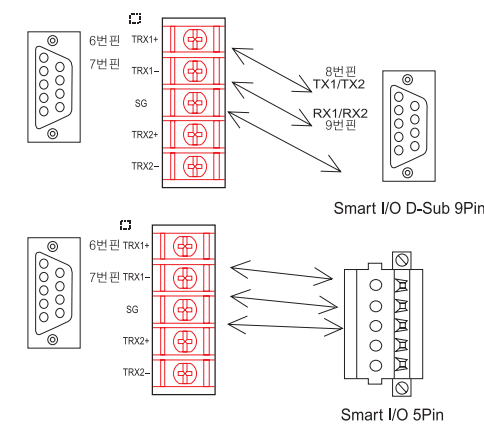 6번핀 TRX1+
7번핀 TRX1-
SG
TRX2+
TRX2-
8번핀
TX1/TX2
RX1/RX2
9번핀
Smart I/O D-Sub 9Pin
6번핀 TRX1+
7번핀 TRX1-
SG
TRX2+
TRX2-
Smart I/O 5Pin